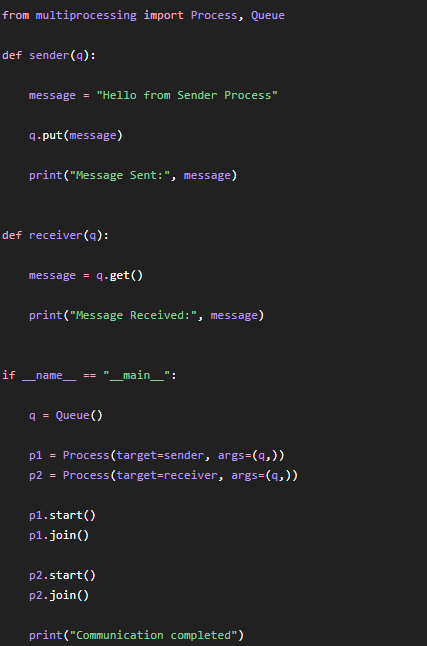 from multiprocessing import Process, Queue
def sender(q):
    message = "Hello from Sender Process"
    q.put(message)
    print("Message Sent:", message)
def receiver(q):
    message = q.get()
    print("Message Received:", message)
if __name__ == "__main__":
    q = Queue()
    p1 = Process(target=sender, args=(q,))
    p2 = Process(target=receiver, args=(q,))
    p1.start()
    p1.join()
    p2.start()
    p2.join()
    print("Communication completed")